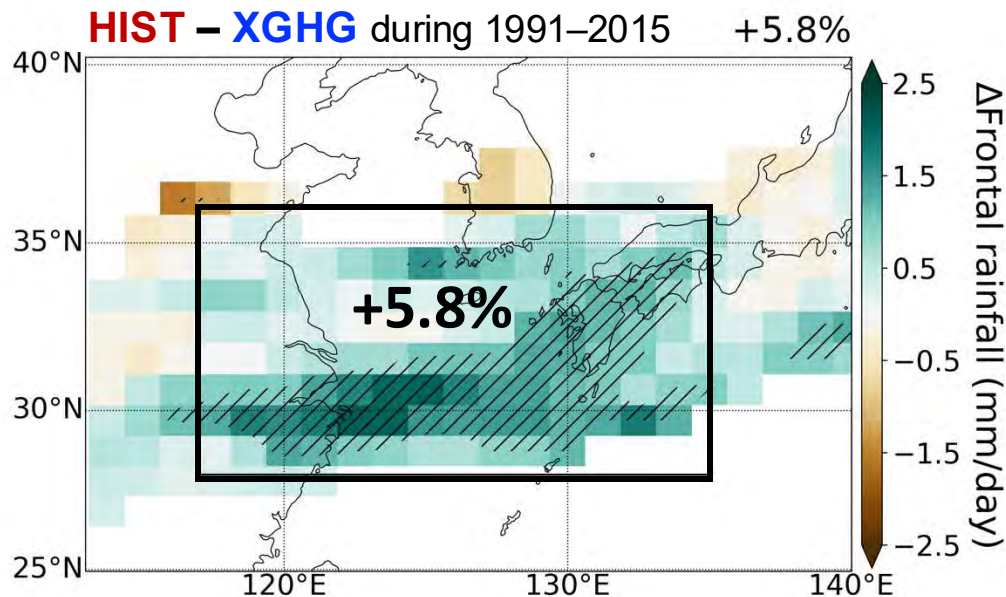 HIST – XGHG during 1991–2015 +5.8%
40°N
35°N
30°N
25°N
120°E 130°E 140°E
+5.8%
2.5
1.5
0.5
−0.5
−1.5
−2.5
ΔFrontal rainfall (mm/day)